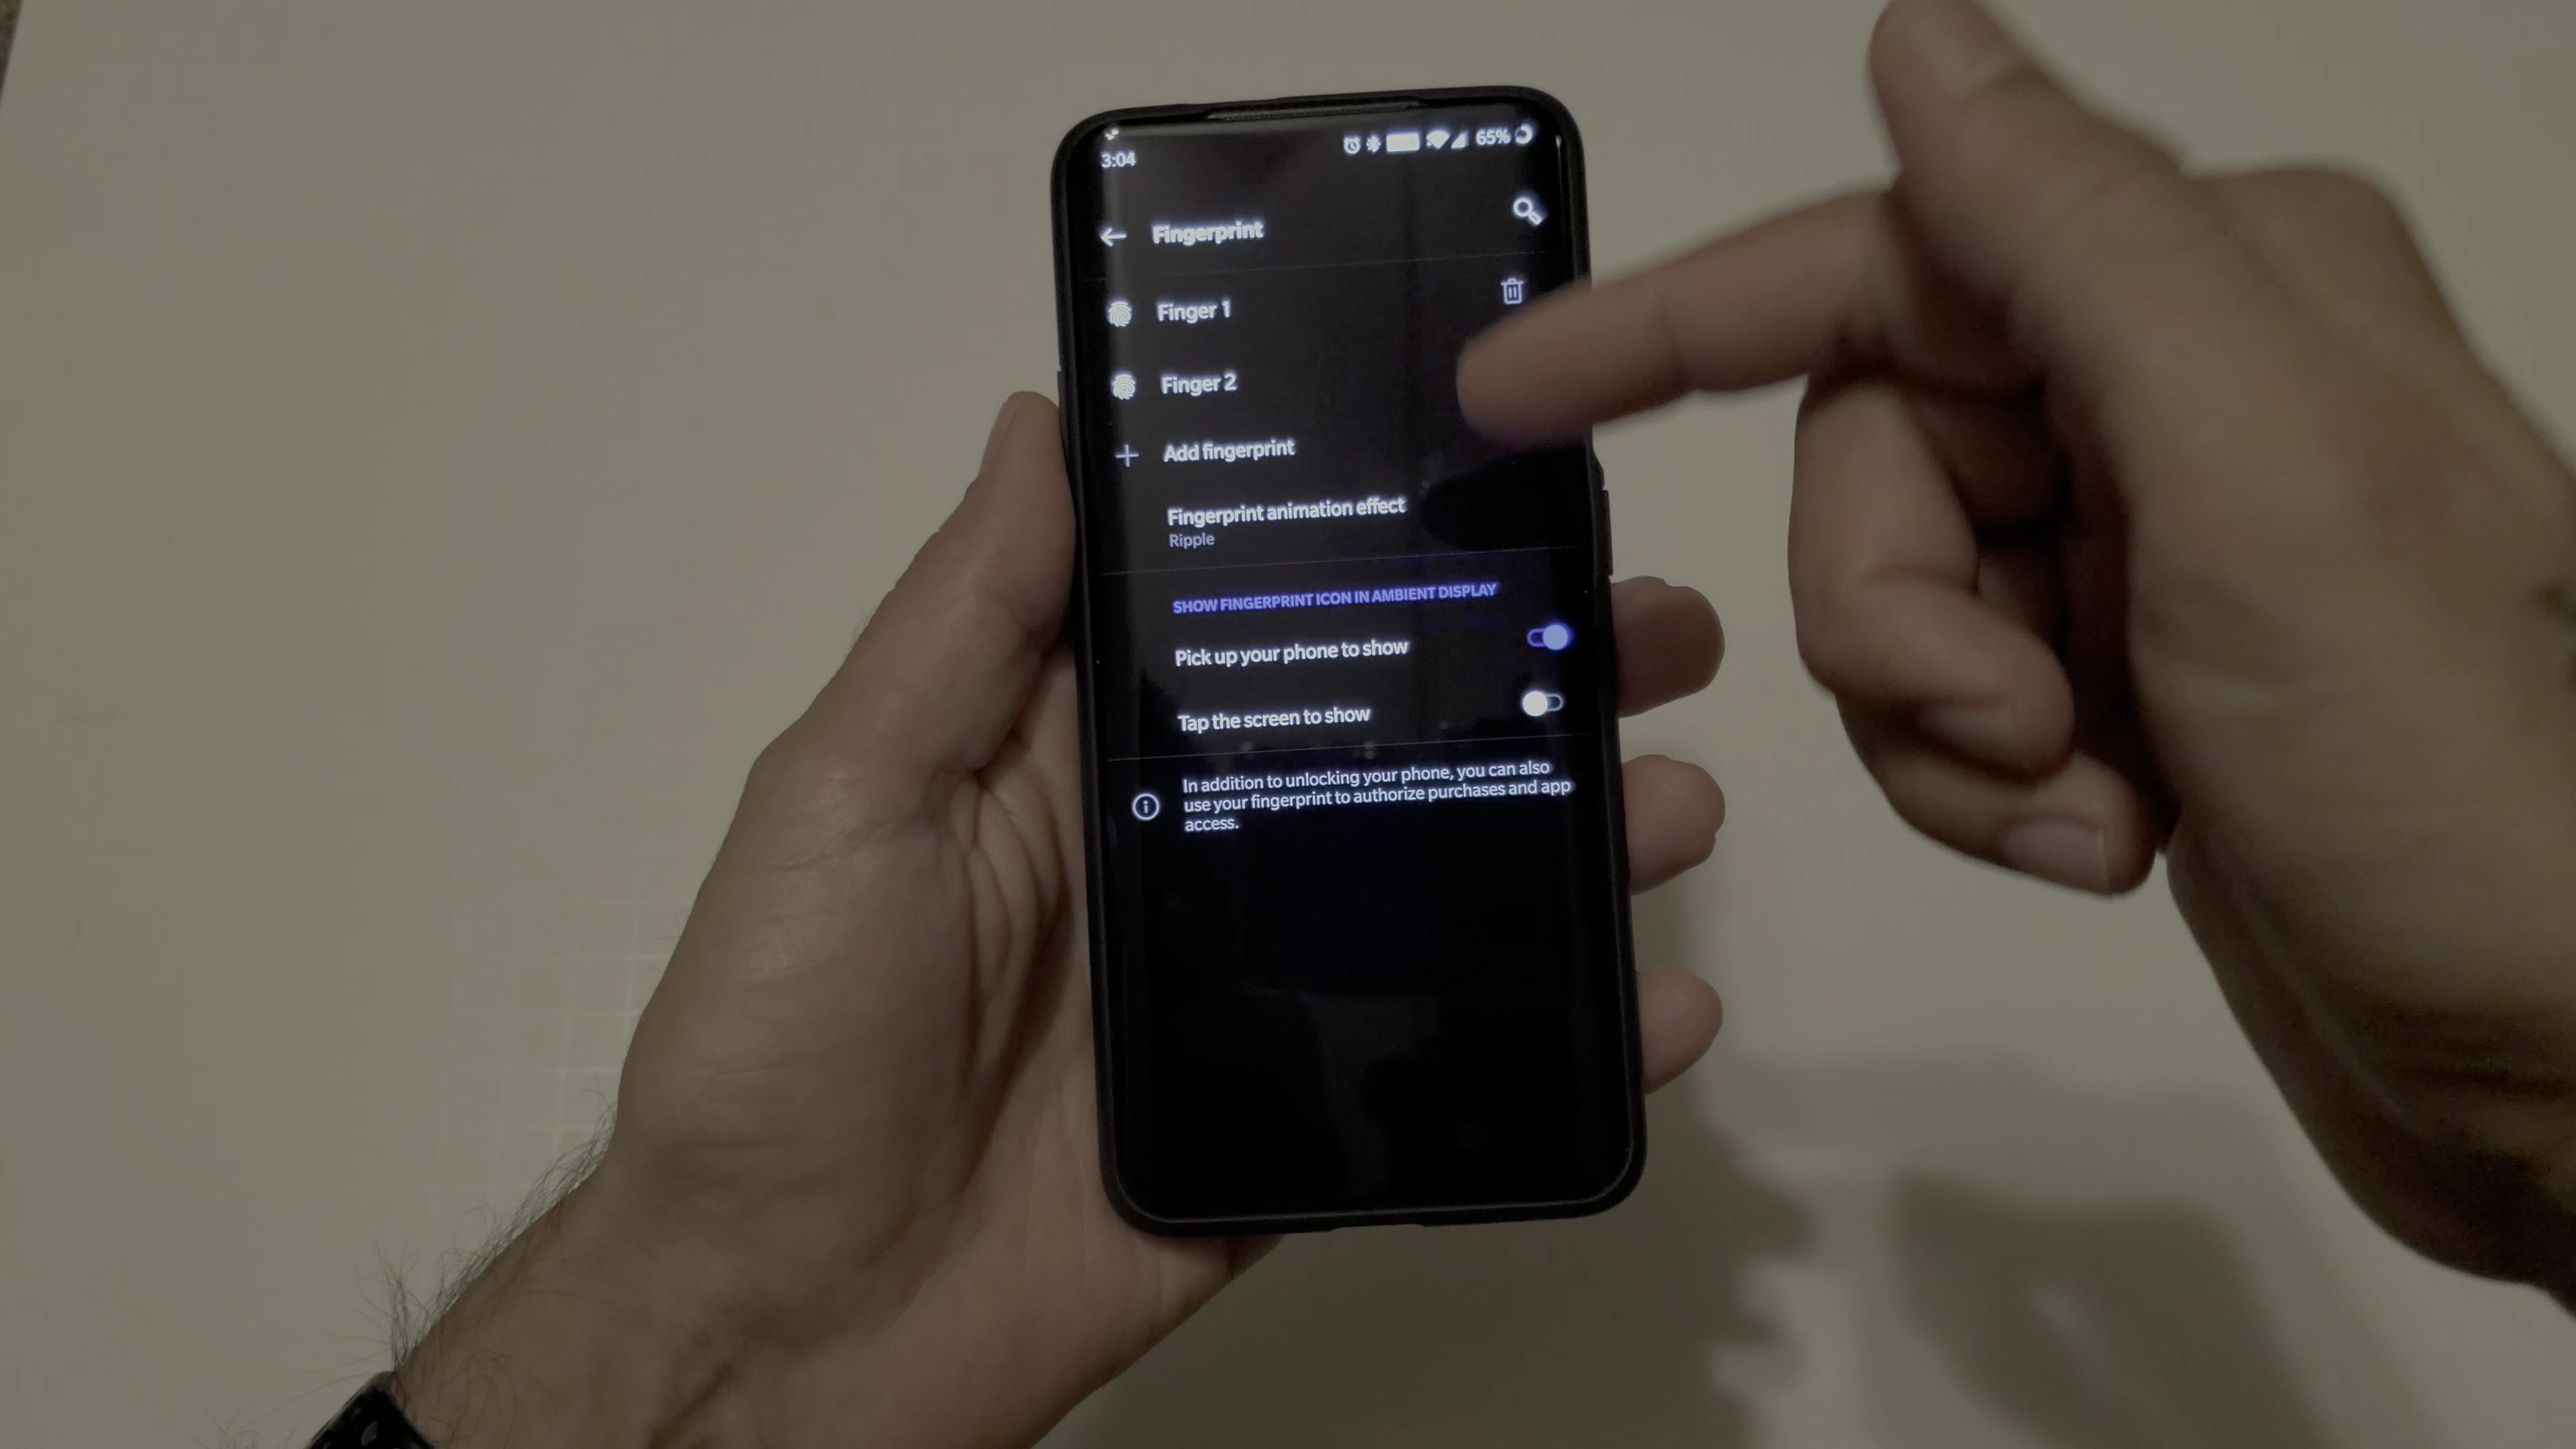 3:04
65%
Fingerprint
Finger 1
Finger 2
Add fingerprint
Fingerprint animation effect
Ripple
SHOW FINGERPRINT ICON IN AMBIENT DISPLAY
Pick up your phone to show
Tap the screen to show
In addition to unlocking your phone, you can also
use your fingerprint to authorize purchases and app
access.